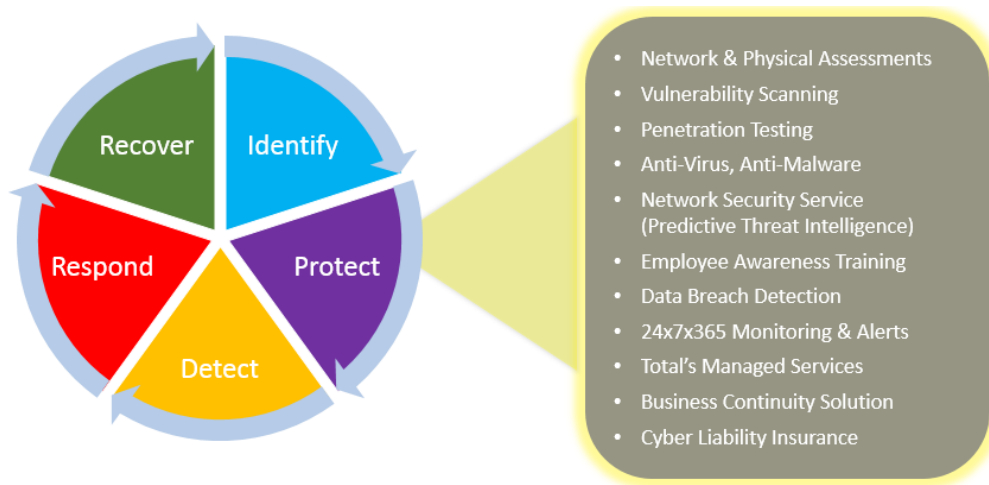 Recover
Identify
Respond
Protect
Detect
• Network & Physical Assessments
• Vulnerability Scanning
• Penetration Testing
• Anti-Virus, Anti-Malware
• Network Security Service
(Predictive Threat Intelligence)
• Employee Awareness Training
• Data Breach Detection
• 24x7x365 Monitoring & Alerts
• Total’s Managed Services
• Business Continuity Solution
• Cyber Liability Insurance